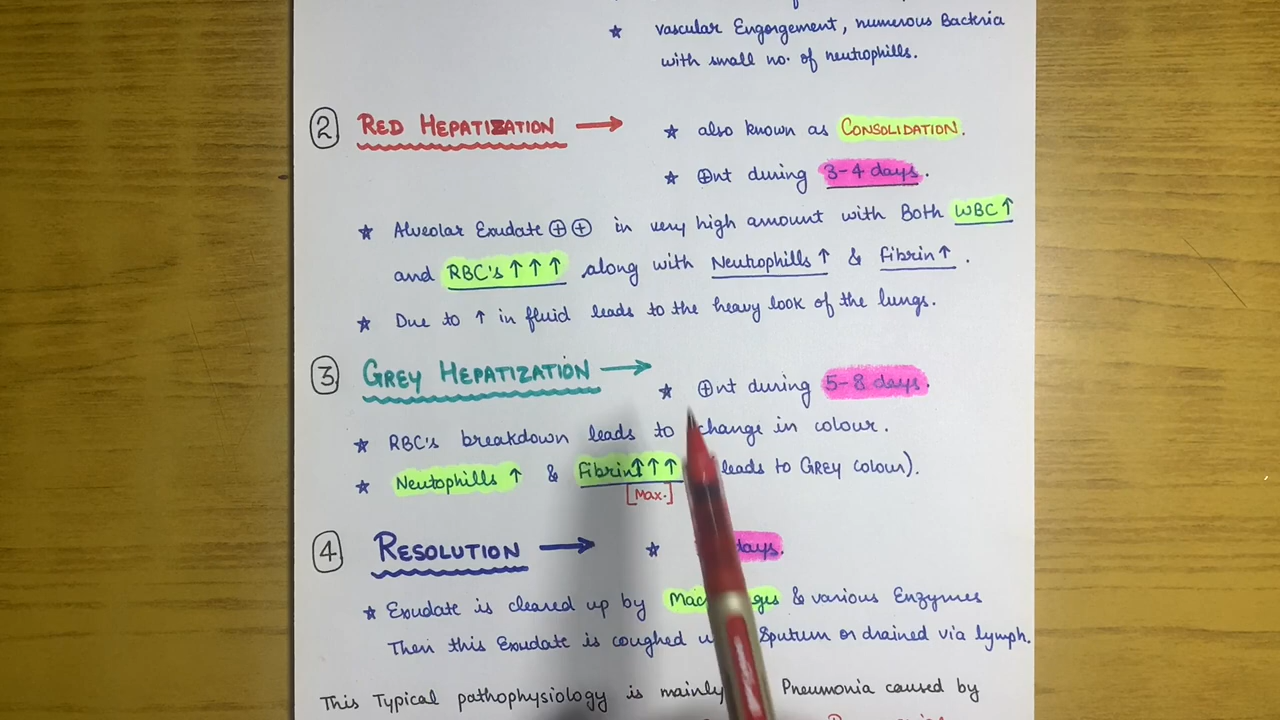 ★ vascular Engorgement, numerous Bacteria
with small no. of neutrophills.
② RED HEPATIZATION → ★ also known as CONSOLIDATION.
★ ⊕nt during 3-4 days.
★ Alveolar Exudate ⊕⊕ in very high amount with Both WBC↑
and RBC's ↑↑↑ along with Neutrophills ↑ & Fibrin ↑ .
★ Due to ↑ in fluid leads to the heavy look of the lungs.
③ GREY HEPATIZATION →
★ ⊕nt during 5-8 days.
★ RBC's breakdown leads to change in colour.
★ Neutophills ↑ & Fibrin↑↑↑ leads to GREY colour).
[Max.]
④ RESOLUTION → ★ days.
★ Exudate is cleared up by & various Enzymes
Then this Exudate is coughed Sputum or drained via lymph.
This Typical pathophysiology is mainly Pneumonia caused by